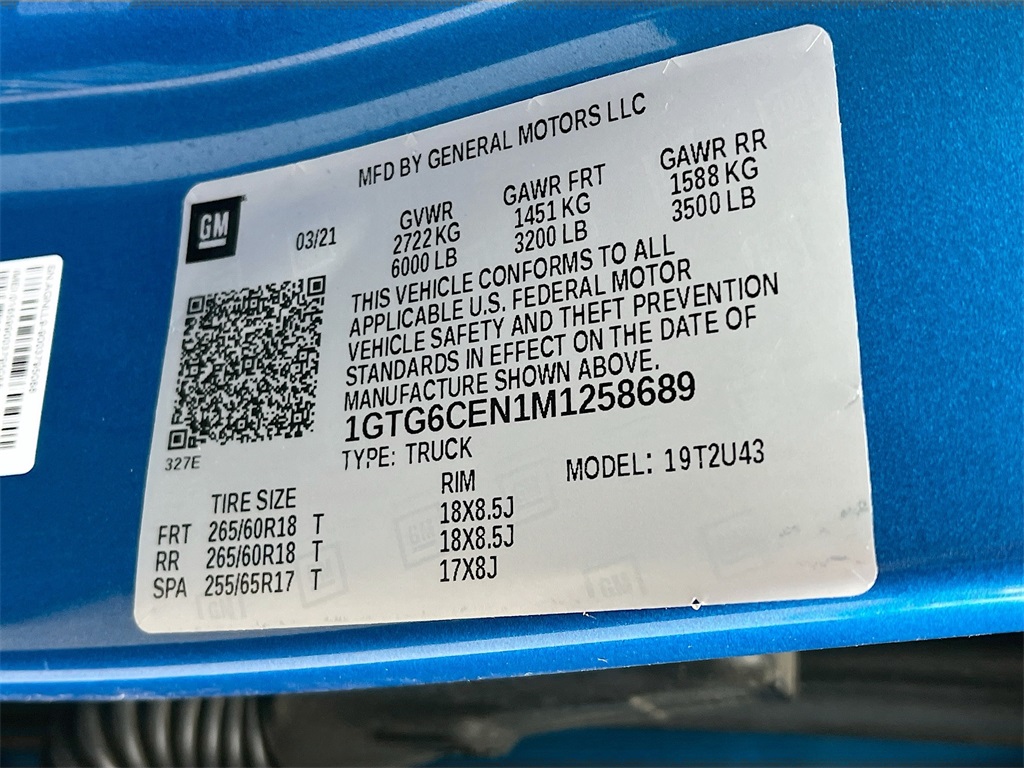 MFD BY GENERAL MOTORS LLC
GM
03/21
GVWR GAWR FRT GAWR RR
2722 KG 1451 KG 1588 KG
6000 LB 3200 LB 3500 LB
THIS VEHICLE CONFORMS TO ALL
APPLICABLE U.S. FEDERAL MOTOR
VEHICLE SAFETY AND THEFT PREVENTION
STANDARDS IN EFFECT ON THE DATE OF
MANUFACTURE SHOWN ABOVE.
1GTG6CEN1M1258689
327E
TYPE: TRUCK MODEL: 19T2U43
TIRE SIZE RIM
FRT 265/60R18 T 18X8.5J
RR 265/60R18 T 18X8.5J
SPA 255/65R17 T 17X8J
GM
GM
GM